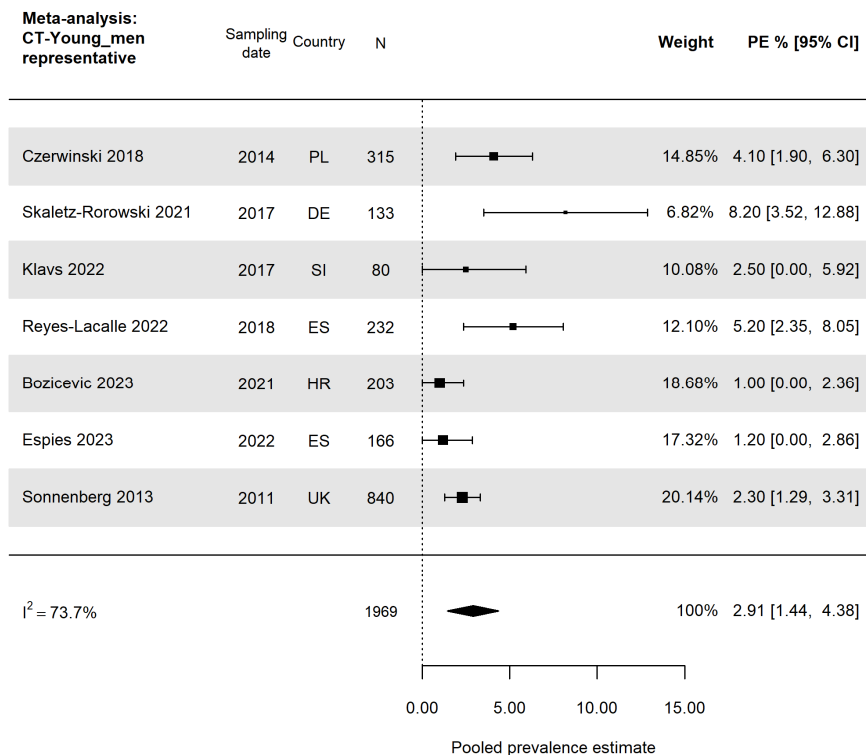 Meta-analysis:
CT-Young_men
representative
Sampling date Country N Weight PE % [95% CI]
Czerwinski 2018 2014 PL 315 14.85% 4.10 [1.90, 6.30]
Skaletz-Rorowski 2021 2017 DE 133 6.82% 8.20 [3.52, 12.88]
Klavs 2022 2017 SI 80 10.08% 2.50 [0.00, 5.92]
Reyes-Lacalle 2022 2018 ES 232 12.10% 5.20 [2.35, 8.05]
Bozicevic 2023 2021 HR 203 18.68% 1.00 [0.00, 2.36]
Espies 2023 2022 ES 166 17.32% 1.20 [0.00, 2.86]
Sonnenberg 2013 2011 UK 840 20.14% 2.30 [1.29, 3.31]
I² = 73.7% 1969 100% 2.91 [1.44, 4.38]
0.00 5.00 10.00 15.00
Pooled prevalence estimate